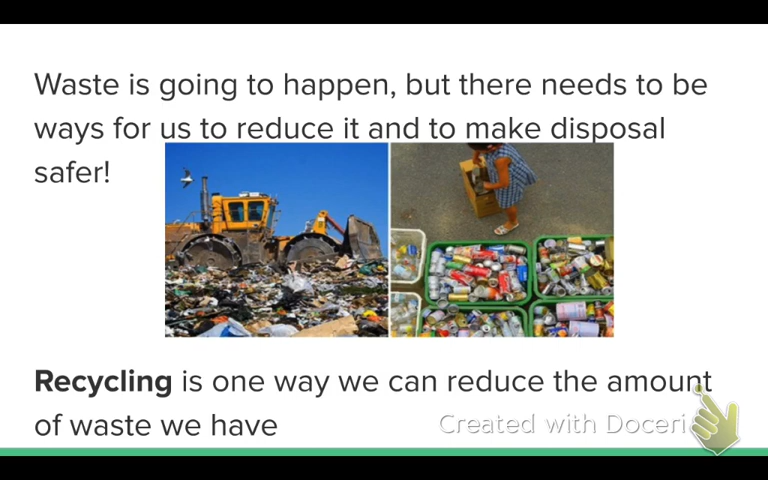 Waste is going to happen, but there needs to be
ways for us to reduce it and to make disposal
safer!
Recycling is one way we can reduce the amount
of waste we have
Created with Doceri